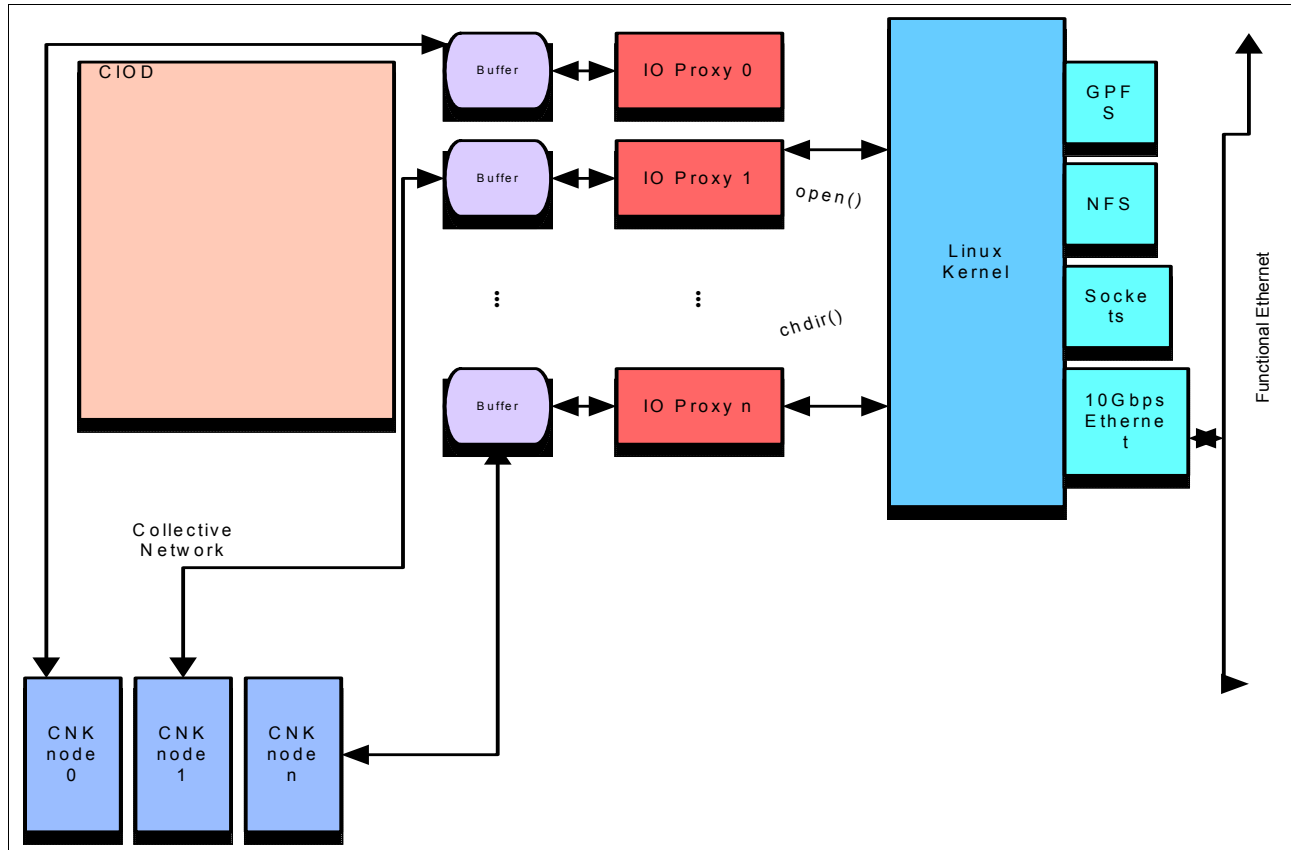 CIOD
Buffer
IO Proxy 0
GPF
S
Buffer
IO Proxy 1
open()
NFS
Linux
Kernel
Socke
ts
chdir()
Functional Ethernet
Buffer
IO Proxy n
10Gbps
Etherne
t
Collective
Network
CNK
node
0
CNK
node
1
CNK
node
n